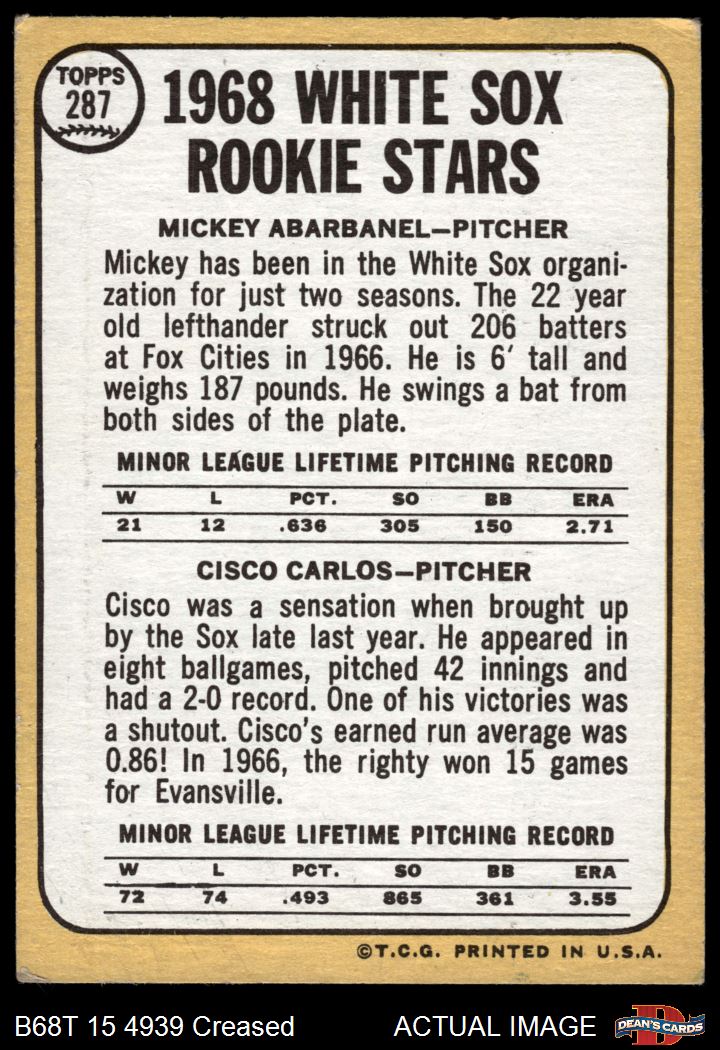 TOPPS
287
1968 WHITE SOX
ROOKIE STARS
MICKEY ABARBANEL—PITCHER
Mickey has been in the White Sox organi-
zation for just two seasons. The 22 year
old lefthander struck out 206 batters
at Fox Cities in 1966. He is 6′ tall and
weighs 187 pounds. He swings a bat from
both sides of the plate.
MINOR LEAGUE LIFETIME PITCHING RECORD
W L PCT. SO BB ERA
21 12 .636 305 150 2.71
CISCO CARLOS—PITCHER
Cisco was a sensation when brought up
by the Sox late last year. He appeared in
eight ballgames, pitched 42 innings and
had a 2-0 record. One of his victories was
a shutout. Cisco's earned run average was
0.86! In 1966, the righty won 15 games
for Evansville.
MINOR LEAGUE LIFETIME PITCHING RECORD
W L PCT. SO BB ERA
72 74 .493 865 361 3.55
©T.C.G. PRINTED IN U.S.A.
B68T 15 4939 Creased ACTUAL IMAGE D DEAN'S CARDS